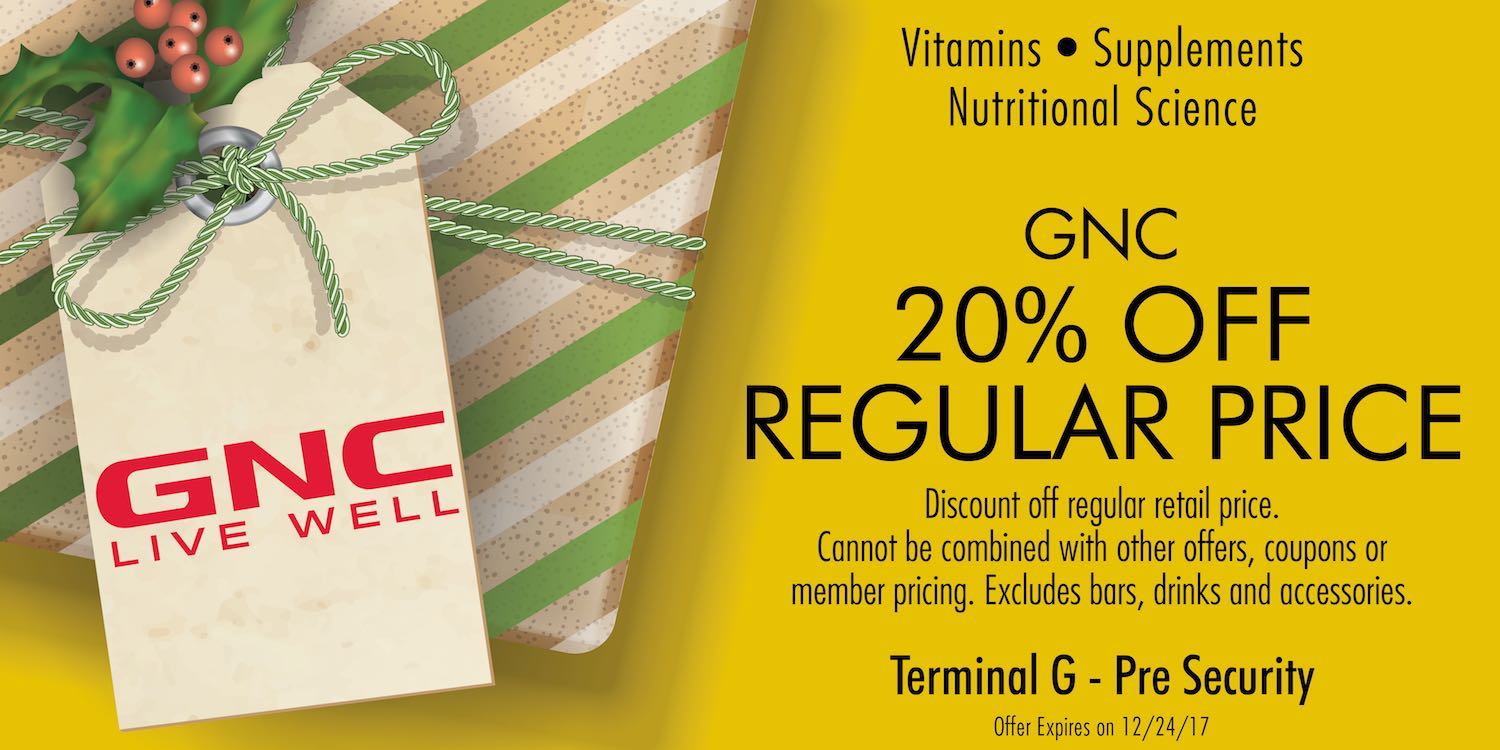 GNC
LIVE WELL
Vitamins • Supplements
Nutritional Science
GNC
20% OFF
REGULAR PRICE
Discount off regular retail price.
Cannot be combined with other offers, coupons or
member pricing. Excludes bars, drinks and accessories.
Terminal G - Pre Security
Offer Expires on 12/24/17